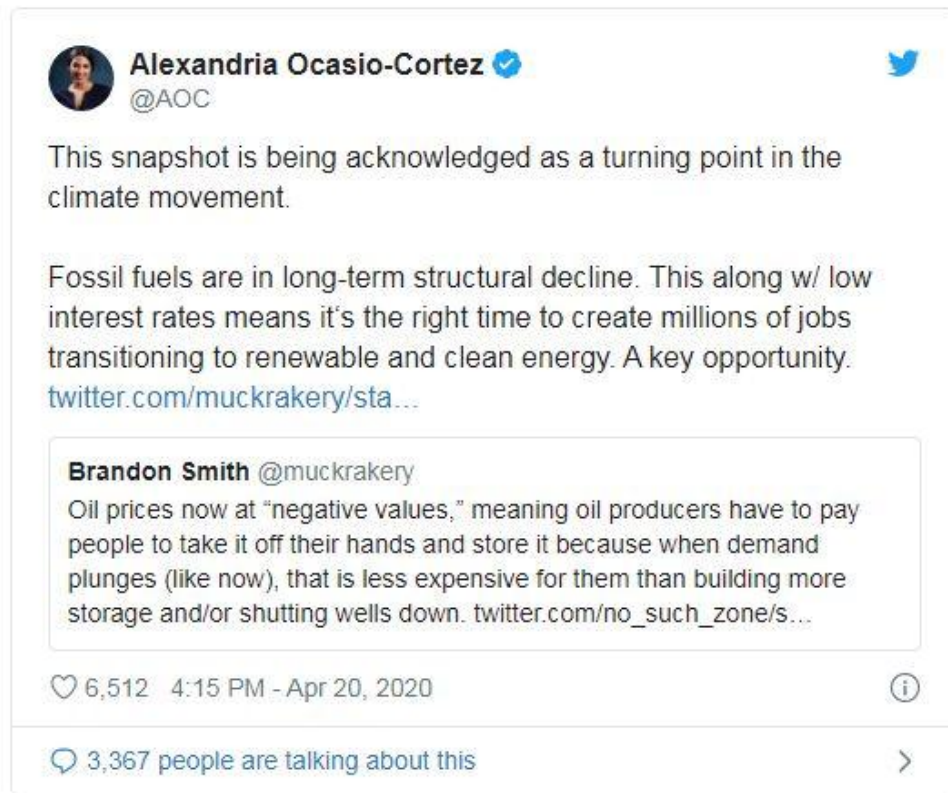 Alexandria Ocasio-Cortez
@AOC
This snapshot is being acknowledged as a turning point in the
climate movement.
Fossil fuels are in long-term structural decline. This along w/ low
interest rates means it‘s the right time to create millions of jobs
transitioning to renewable and clean energy. A key opportunity.
twitter.com/muckrakery/sta…
Brandon Smith @muckrakery
Oil prices now at “negative values,” meaning oil producers have to pay
people to take it off their hands and store it because when demand
plunges (like now), that is less expensive for them than building more
storage and/or shutting wells down. twitter.com/no_such_zone/s…
6,512 4:15 PM - Apr 20, 2020
3,367 people are talking about this